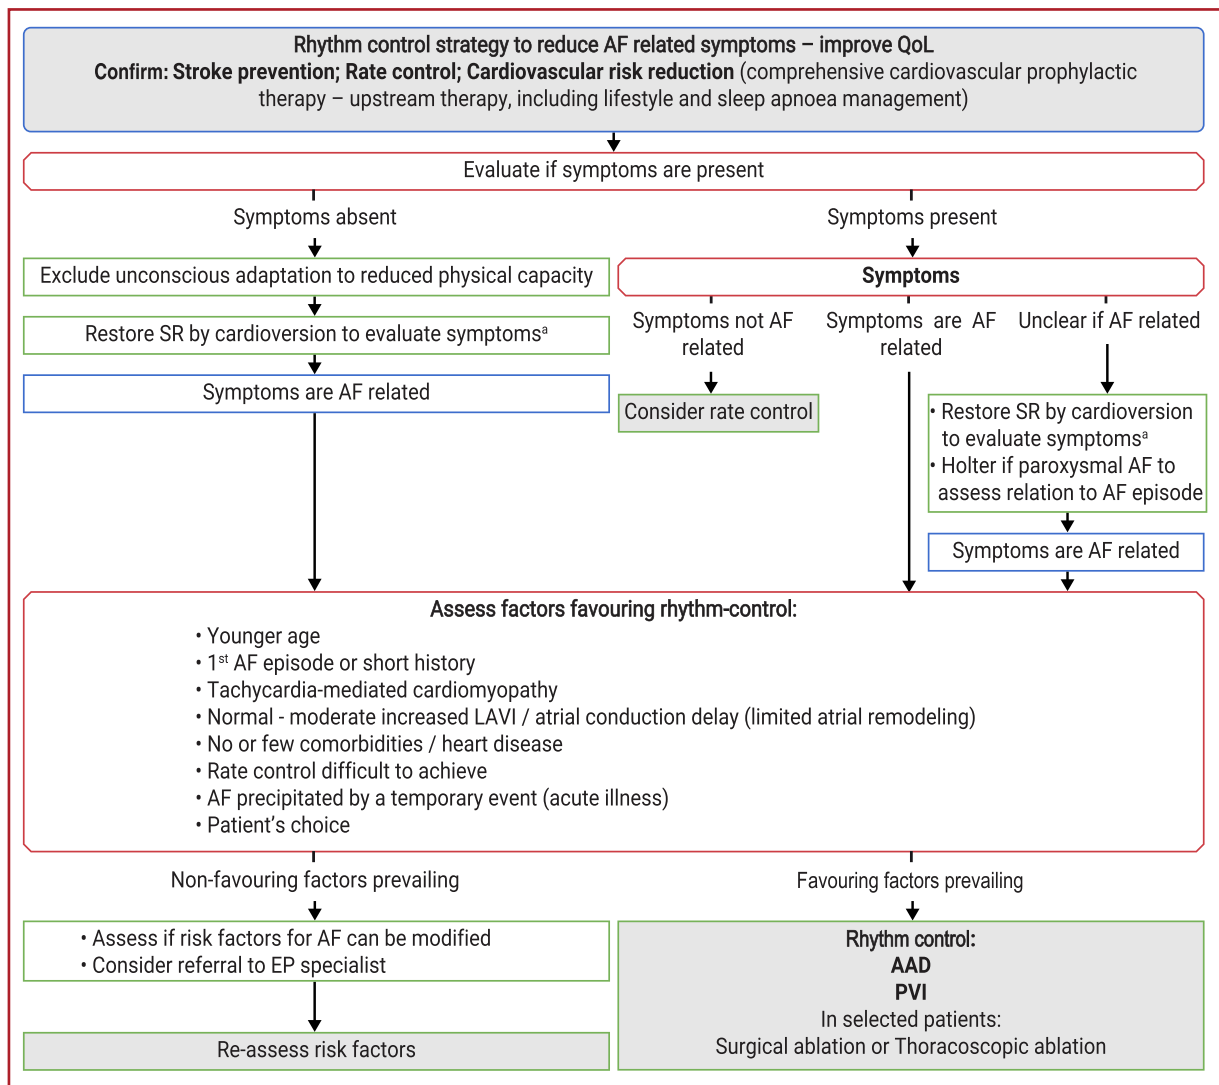 Rhythm control strategy to reduce AF related symptoms – improve QoL
Confirm: Stroke prevention; Rate control; Cardiovascular risk reduction (comprehensive cardiovascular prophylactic
therapy – upstream therapy, including lifestyle and sleep apnoea management)
Evaluate if symptoms are present
Symptoms absent
Exclude unconscious adaptation to reduced physical capacity
Restore SR by cardioversion to evaluate symptomsᵃ
Symptoms are AF related
Symptoms present
Symptoms
Symptoms not AF
related
Consider rate control
Symptoms are AF
related
Unclear if AF related
• Restore SR by cardioversion
to evaluate symptomsᵃ
• Holter if paroxysmal AF to
assess relation to AF episode
Symptoms are AF related
Assess factors favouring rhythm-control:
• Younger age
• 1ˢᵗ AF episode or short history
• Tachycardia-mediated cardiomyopathy
• Normal - moderate increased LAVI / atrial conduction delay (limited atrial remodeling)
• No or few comorbidities / heart disease
• Rate control difficult to achieve
• AF precipitated by a temporary event (acute illness)
• Patient’s choice
Non-favouring factors prevailing
• Assess if risk factors for AF can be modified
• Consider referral to EP specialist
Re-assess risk factors
Favouring factors prevailing
Rhythm control:
AAD
PVI
In selected patients:
Surgical ablation or Thoracoscopic ablation